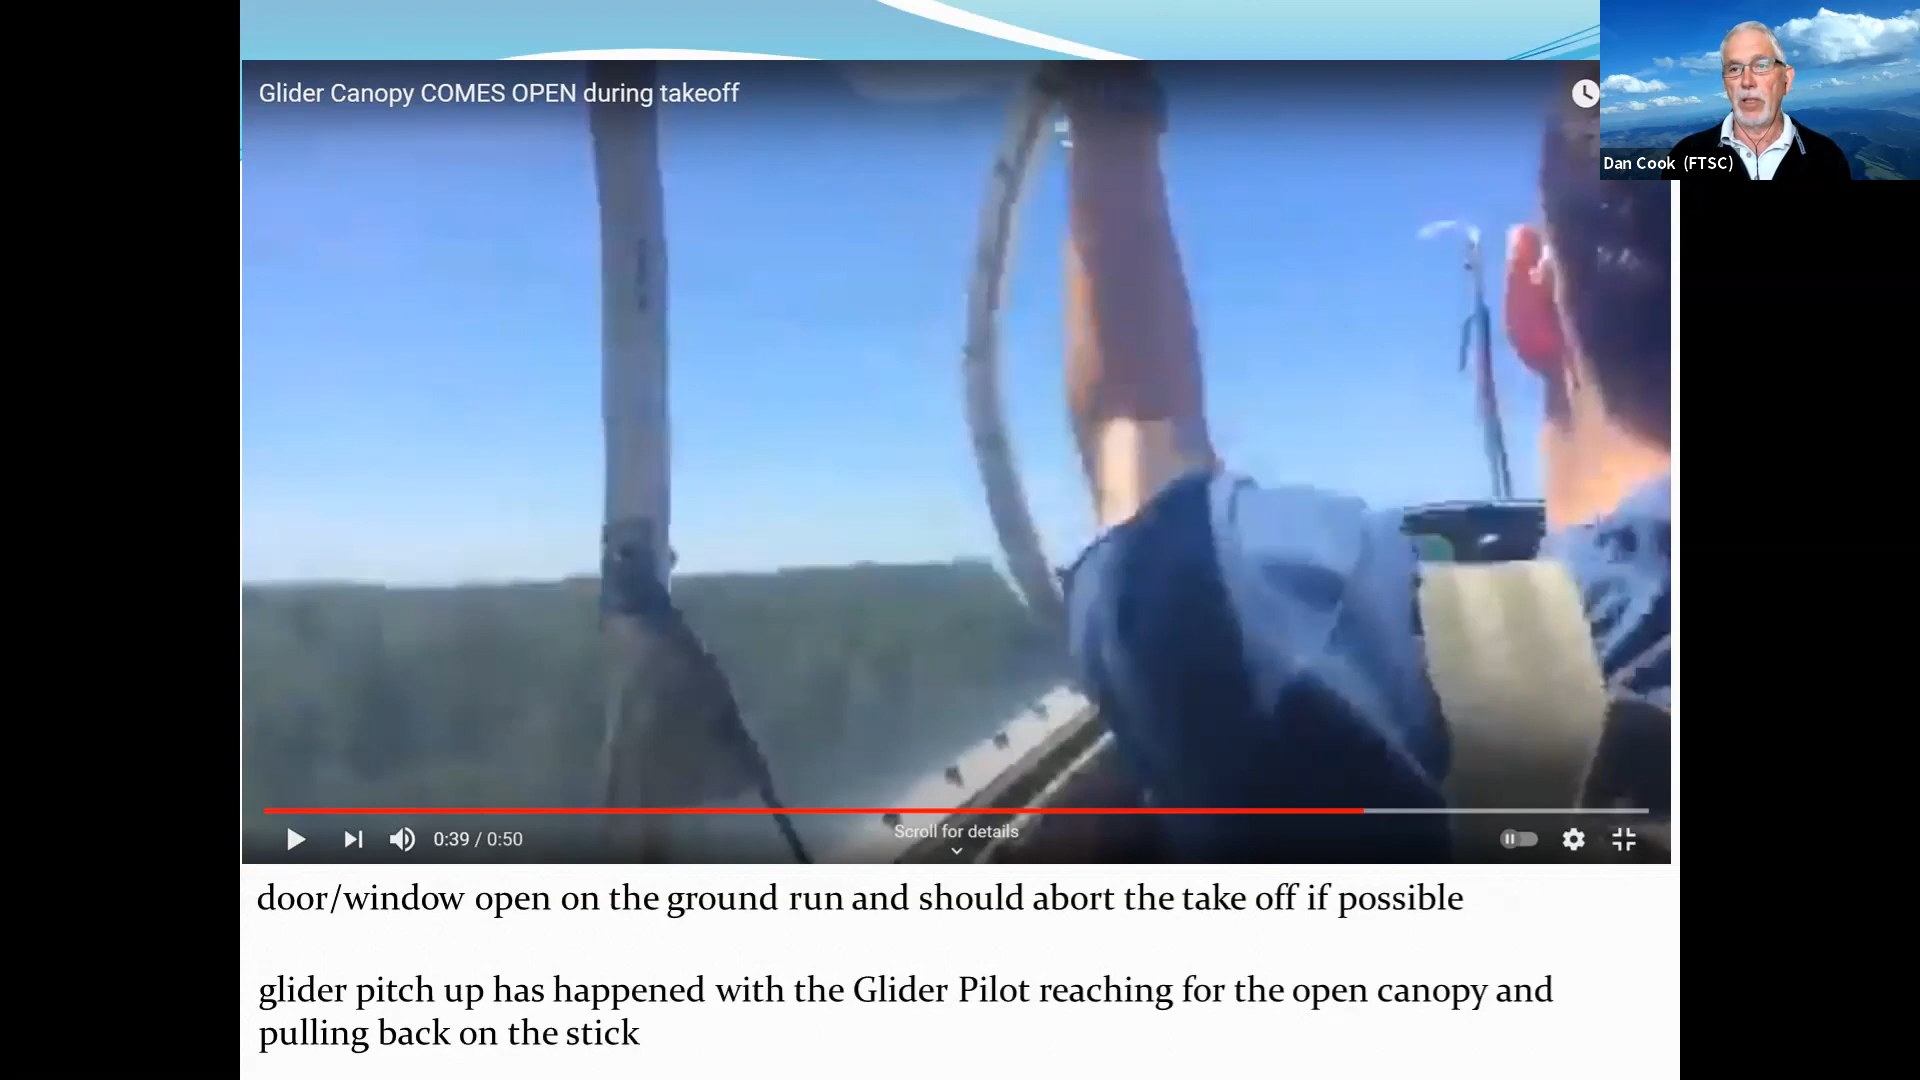 Glider Canopy COMES OPEN during takeoff
Dan Cook (FTSC)
Scroll for details
0:39 / 0:50
door/window open on the ground run and should abort the take off if possible
glider pitch up has happened with the Glider Pilot reaching for the open canopy and
pulling back on the stick